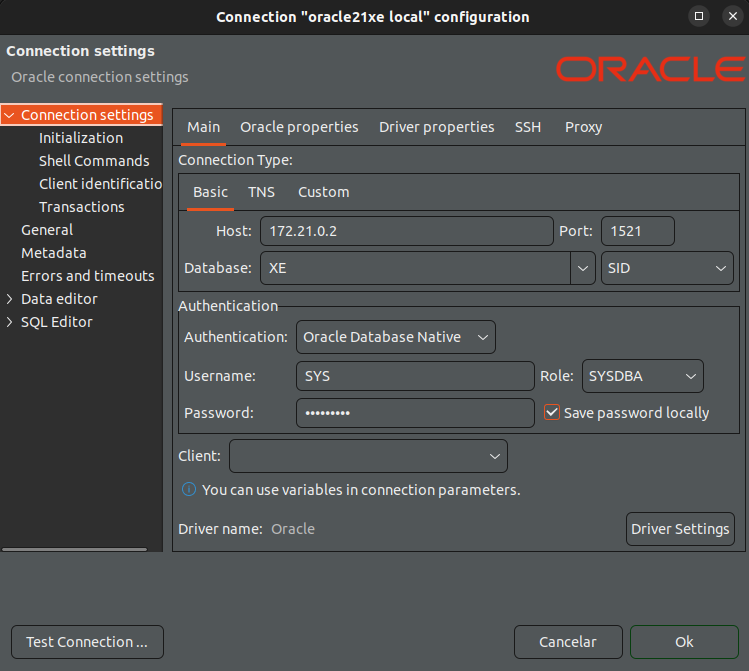 Connection "oracle21xe local" configuration
Connection settings
Oracle connection settings
ORACLE
Connection settings
Initialization
Shell Commands
Client identificatio
Transactions
General
Metadata
Errors and timeouts
Data editor
SQL Editor
Main Oracle properties Driver properties SSH Proxy
Connection Type:
Basic TNS Custom
Host: 172.21.0.2 Port: 1521
Database: XE SID
Authentication
Authentication: Oracle Database Native
Username: SYS Role: SYSDBA
Password: ••••••••• Save password locally
Client:
You can use variables in connection parameters.
Driver name: Oracle Driver Settings
Test Connection ... Cancelar Ok